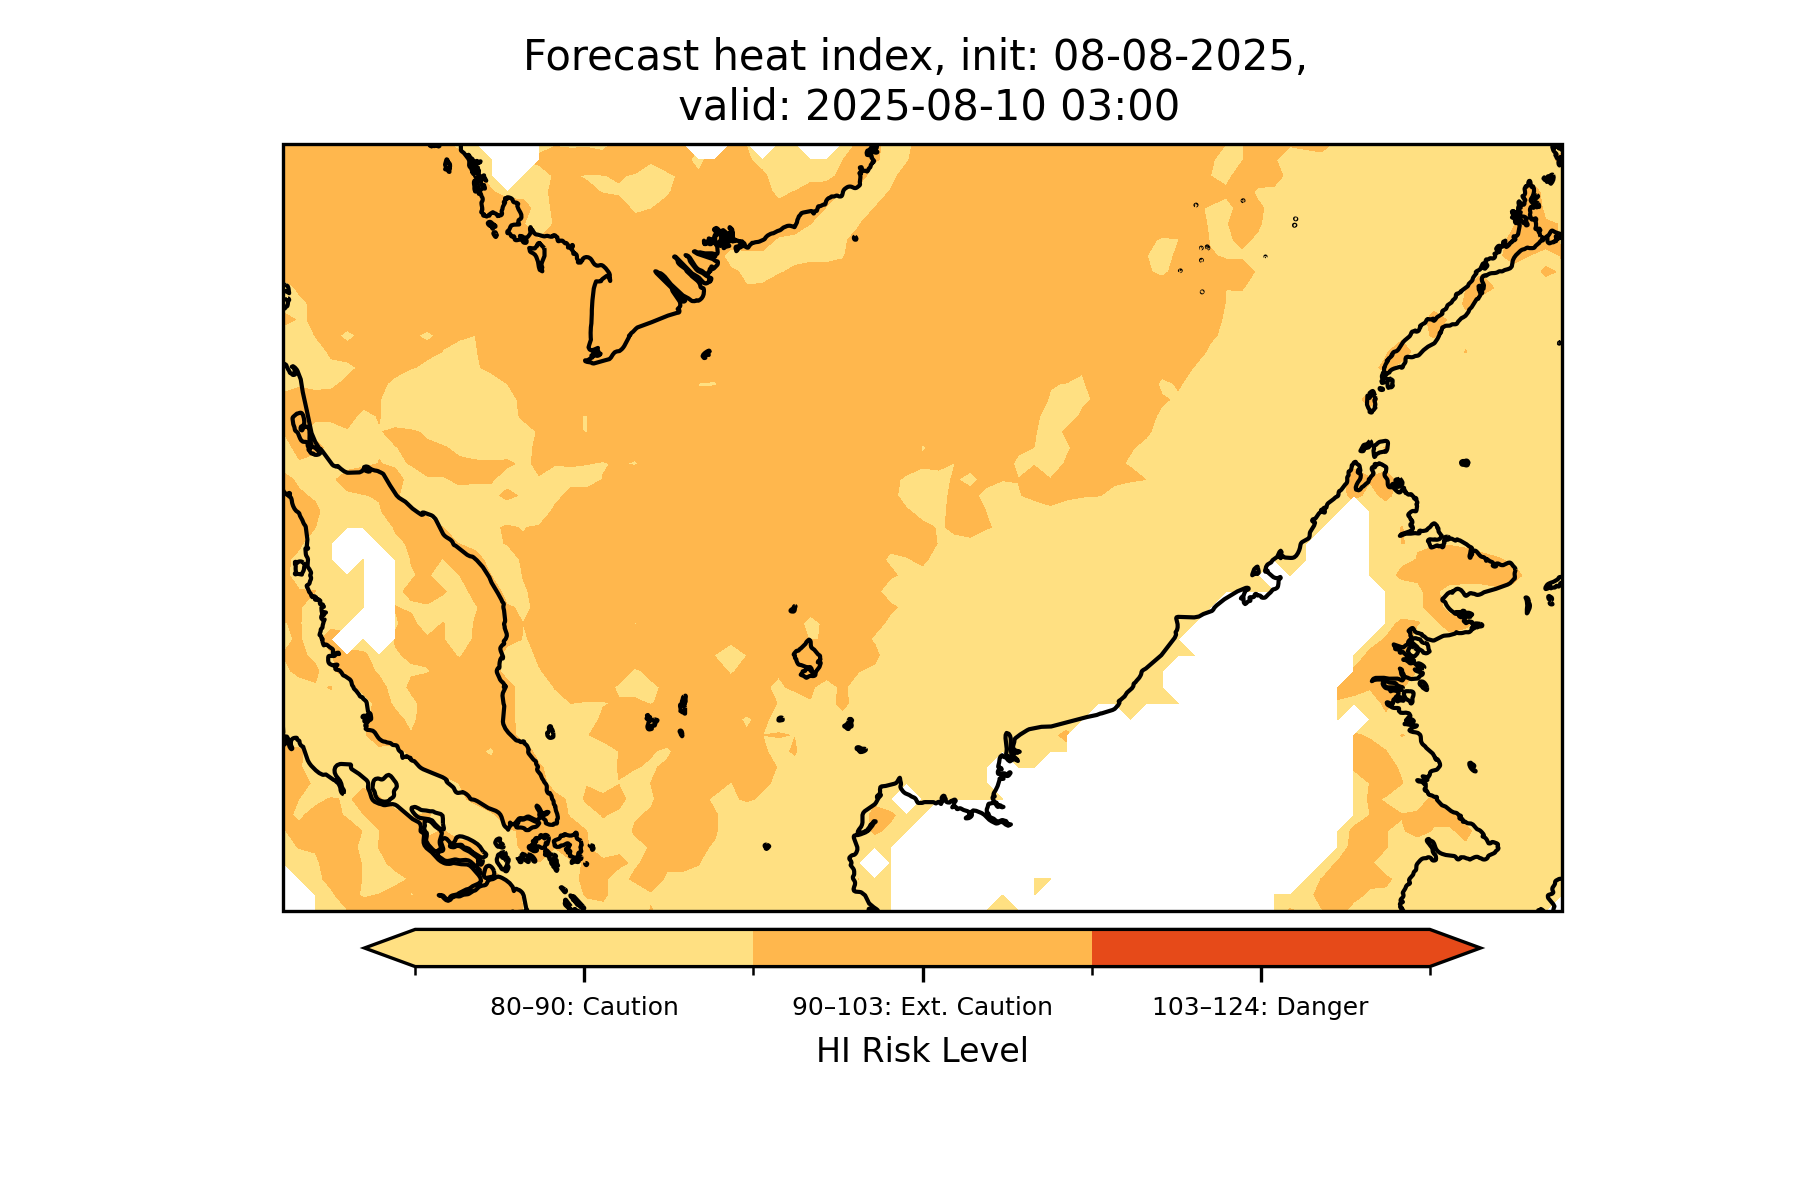 Forecast heat index, init: 08-08-2025,
valid: 2025-08-10 03:00
80–90: Caution
90–103: Ext. Caution
103–124: Danger
HI Risk Level